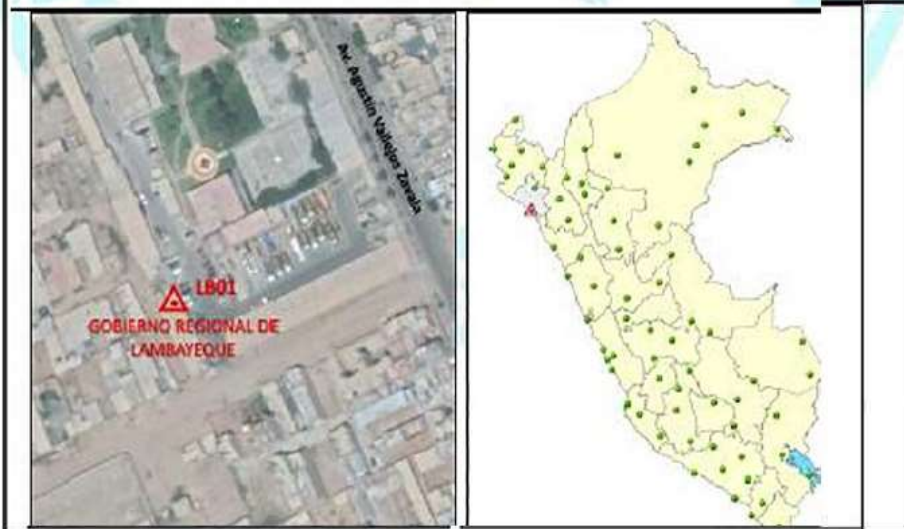 Av. Agustín Vallejos Zavala
LB01
GOBIERNO REGIONAL DE
LAMBAYEQUE